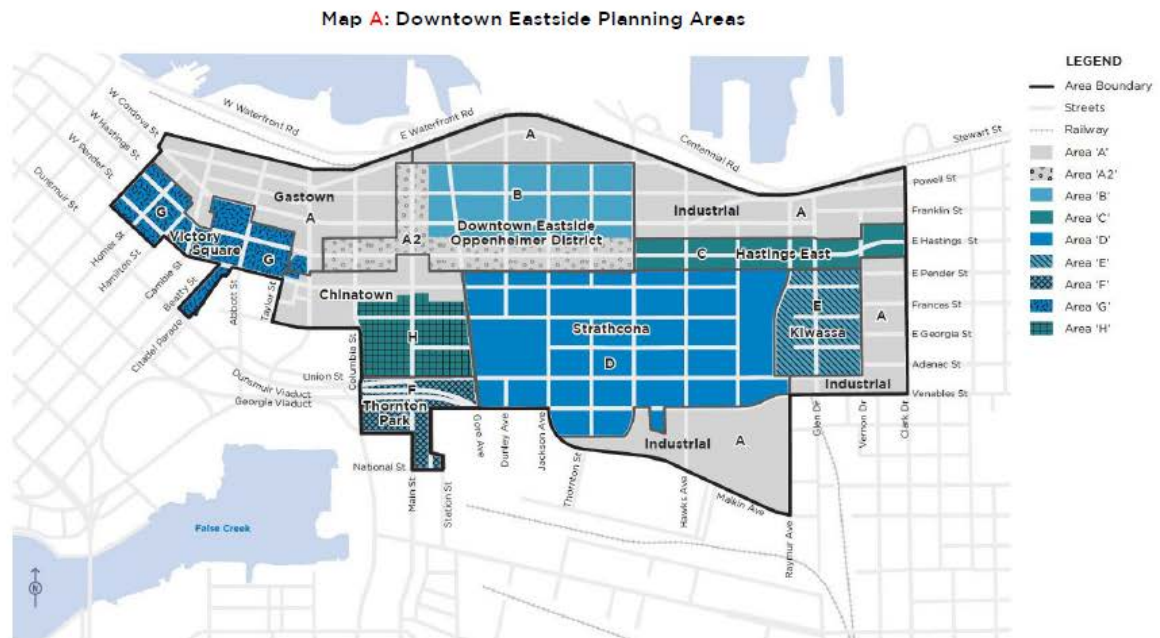 Map A: Downtown Eastside Planning Areas
LEGEND
Area Boundary
Streets
Railway
Area 'A'
Area 'A2'
Area 'B'
Area 'C'
Area 'D'
Area 'E'
Area 'F'
Area 'G'
Area 'H'
W Cordova St
W Hastings St
W Pender St
Dunsmuir St
W Waterfront Rd
E Waterfront Rd
Centennial Rd
Stewart St
Powell St
Franklin St
E Hastings St
E Pender St
Frances St
E Georgia St
Adanac St
Venables St
A
Gastown
A
B
Downtown Eastside
Oppenheimer District
A2
Industrial
A
C
Hastings East
G
Victory
Square
G
Chinatown
H
Strathcona
D
E
Kiwassa
A
Industrial
F
Thornton
Park
Industrial
A
Homer St
Hamilton St
Cambie St
Beatty St
Citadel Parade
Abbott St
Taylor St
Columbia St
Union St
Dunsmuir Viaduct
Georgia Viaduct
National St
Main St
Station St
Gore Ave
Dunley Ave
Jackson Ave
Thornton St
Hawks Ave
Malkin Ave
Raymur Ave
Glen Dr
Vernon Dr
Clark Dr
False Creek
N